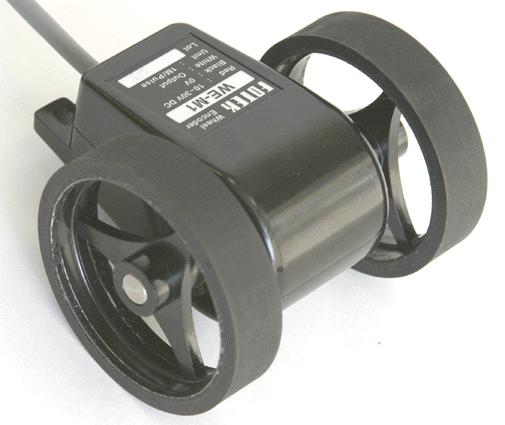 FOTEK Wheel Encoder
WE-M1
Red : 10~30V DC
Black : 0V
White : Output
Unit : 1M/Pulse
Lot :